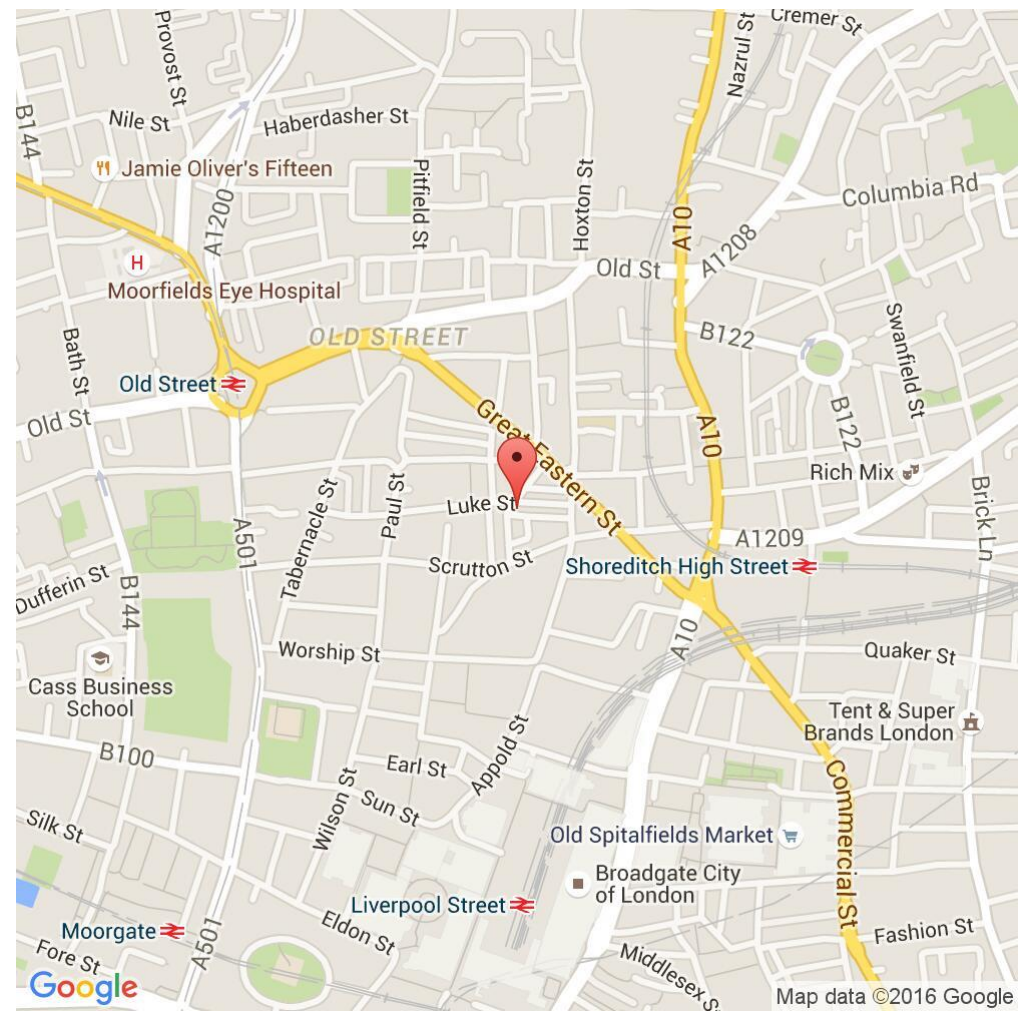 Cremer St
Provost St
Nazrul St
B144
Nile St
Haberdasher St
Jamie Oliver's Fifteen
Pitfield St
Hoxton St
Columbia Rd
A1200
A10
A1208
Old St
Moorfields Eye Hospital
OLD STREET
B122
Swanfield St
Bath St
Old Street
Old St
Great Eastern St
A10
B122
Rich Mix
Brick Ln
Paul St
Tabernacle St
Luke St
A501
A1209
Scrutton St
Shoreditch High Street
Dufferin St
B144
A10
Worship St
Quaker St
Cass Business
School
Tent & Super
Brands London
Appold St
B100
Earl St
Commercial St
Wilson St
Sun St
Silk St
Old Spitalfields Market
Broadgate City
of London
Liverpool Street
Moorgate
A501
Eldon St
Fashion St
Fore St
Middlesex S
Google
Map data ©2016 Google